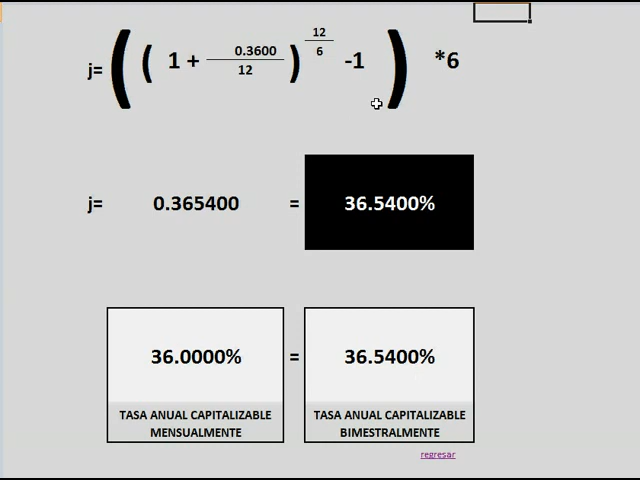 j= ( ( 1 + 0.3600 / 12 ) 12 / 6 -1 ) *6
j= 0.365400 = 36.5400%
36.0000% = 36.5400%
TASA ANUAL CAPITALIZABLE MENSUALMENTE
TASA ANUAL CAPITALIZABLE BIMESTRALMENTE
regresar